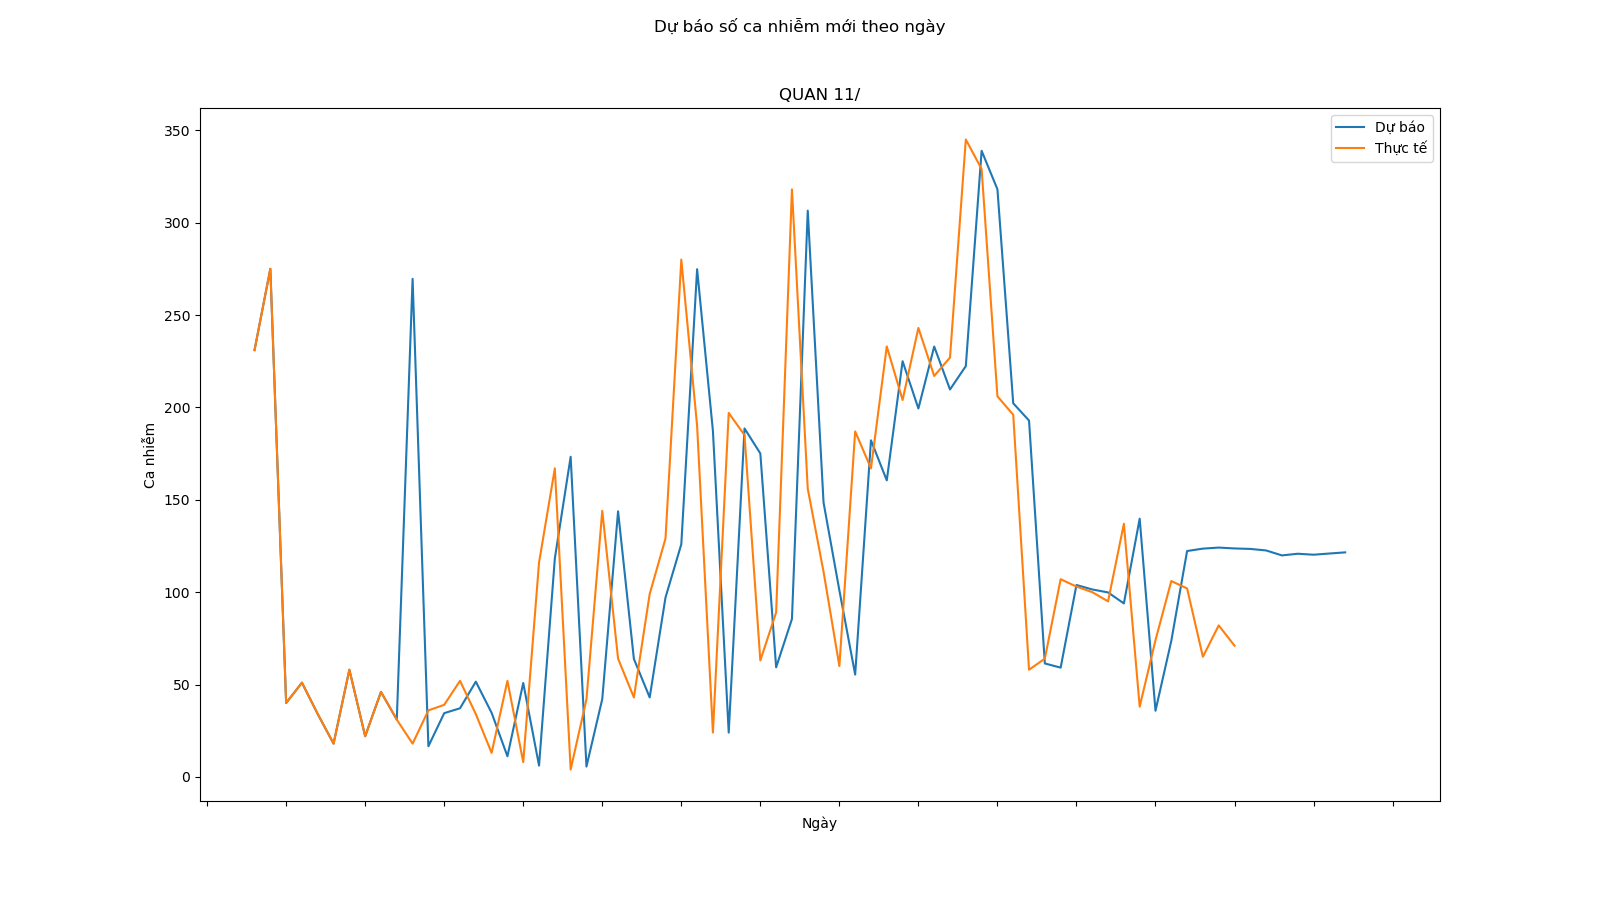 Dự báo số ca nhiễm mới theo ngày
QUAN 11/
Dự báo
Thực tế
350
300
250
200
150
100
50
0
Ca nhiễm
Ngày